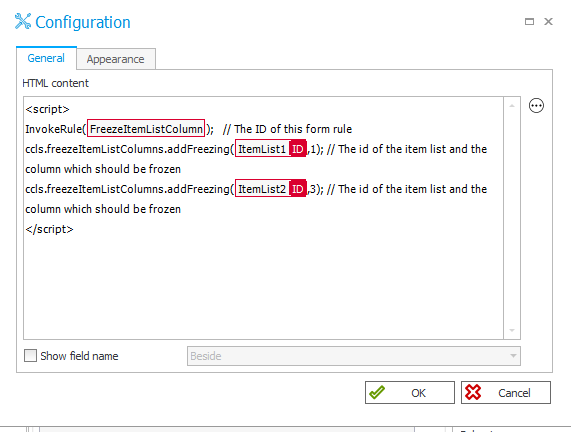 Configuration
General
Appearance
HTML content
<script>
InvokeRule( FreezeItemListColumn );  // The ID of this form rule
ccls.freezeItemListColumns.addFreezing( ItemList1 ID ,1); // The id of the item list and the
column which should be frozen
ccls.freezeItemListColumns.addFreezing( ItemList2 ID ,3); // The id of the item list and the
column which should be frozen
</script>
Show field name
Beside
OK
Cancel